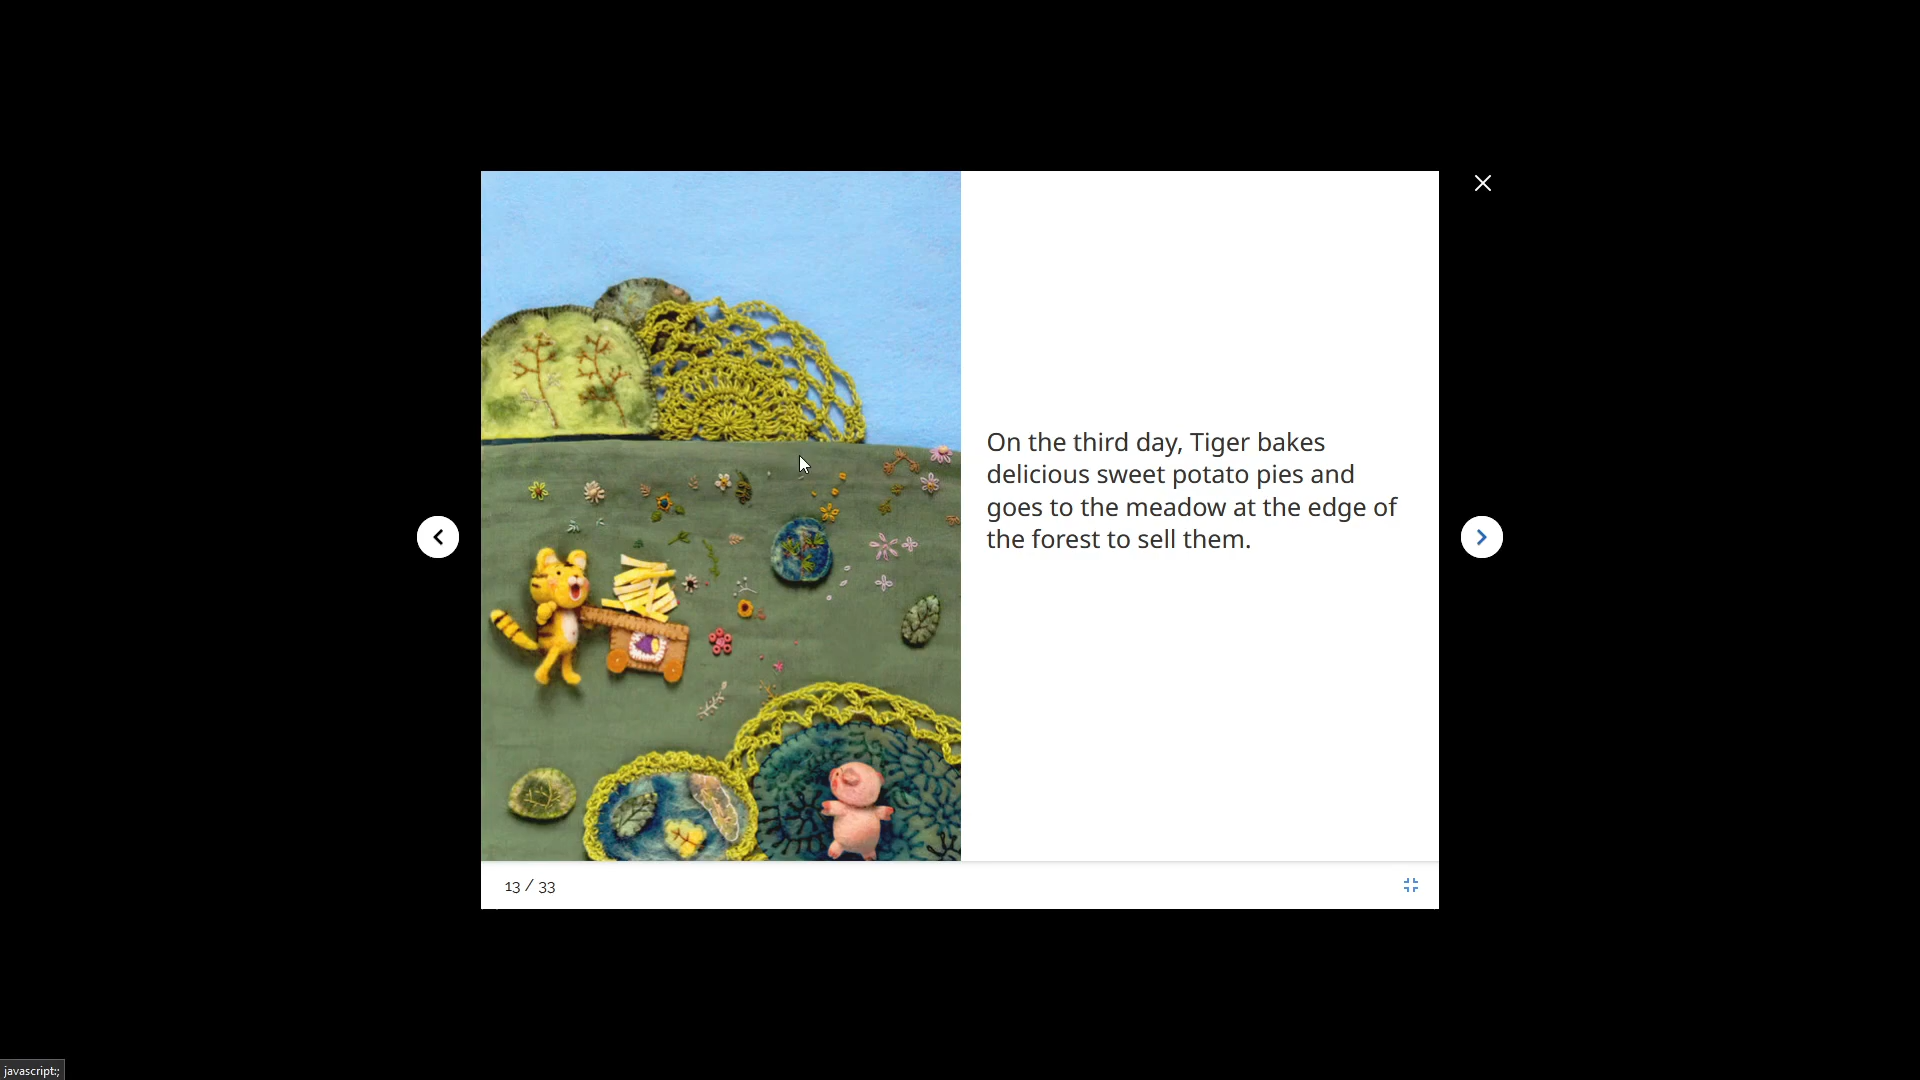 On the third day, Tiger bakes
delicious sweet potato pies and
goes to the meadow at the edge of
the forest to sell them.
13 / 33
javascript:;